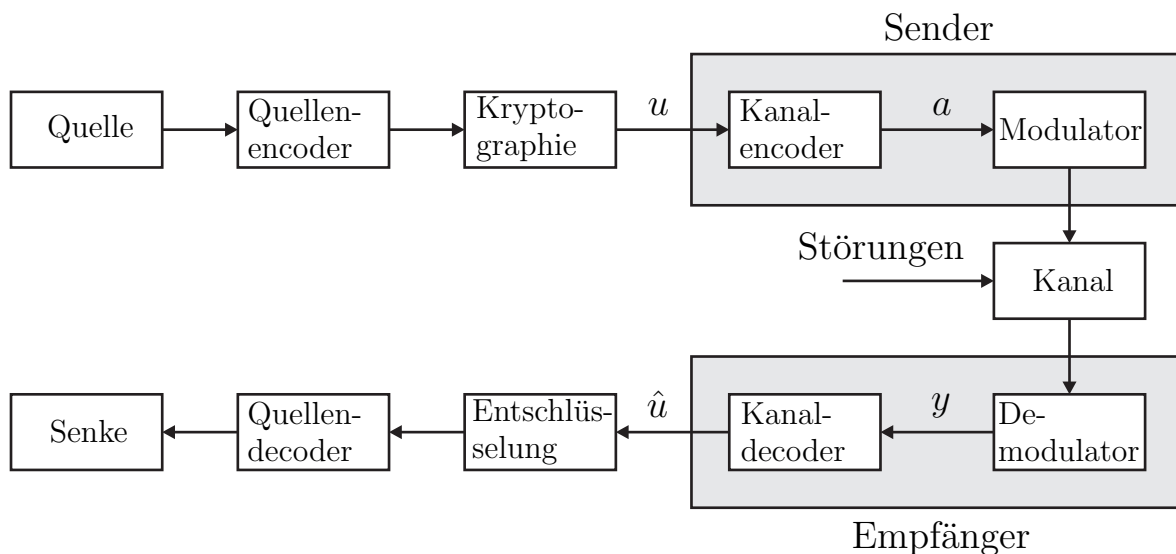 Sender
Quelle
Quellen-
encoder
Krypto-
graphie
u
Kanal-
encoder
a
Modulator
Störungen
Kanal
Senke
Quellen-
decoder
Entschlüs-
sselung
û
Kanal-
decoder
y
De-
modulator
Empfänger